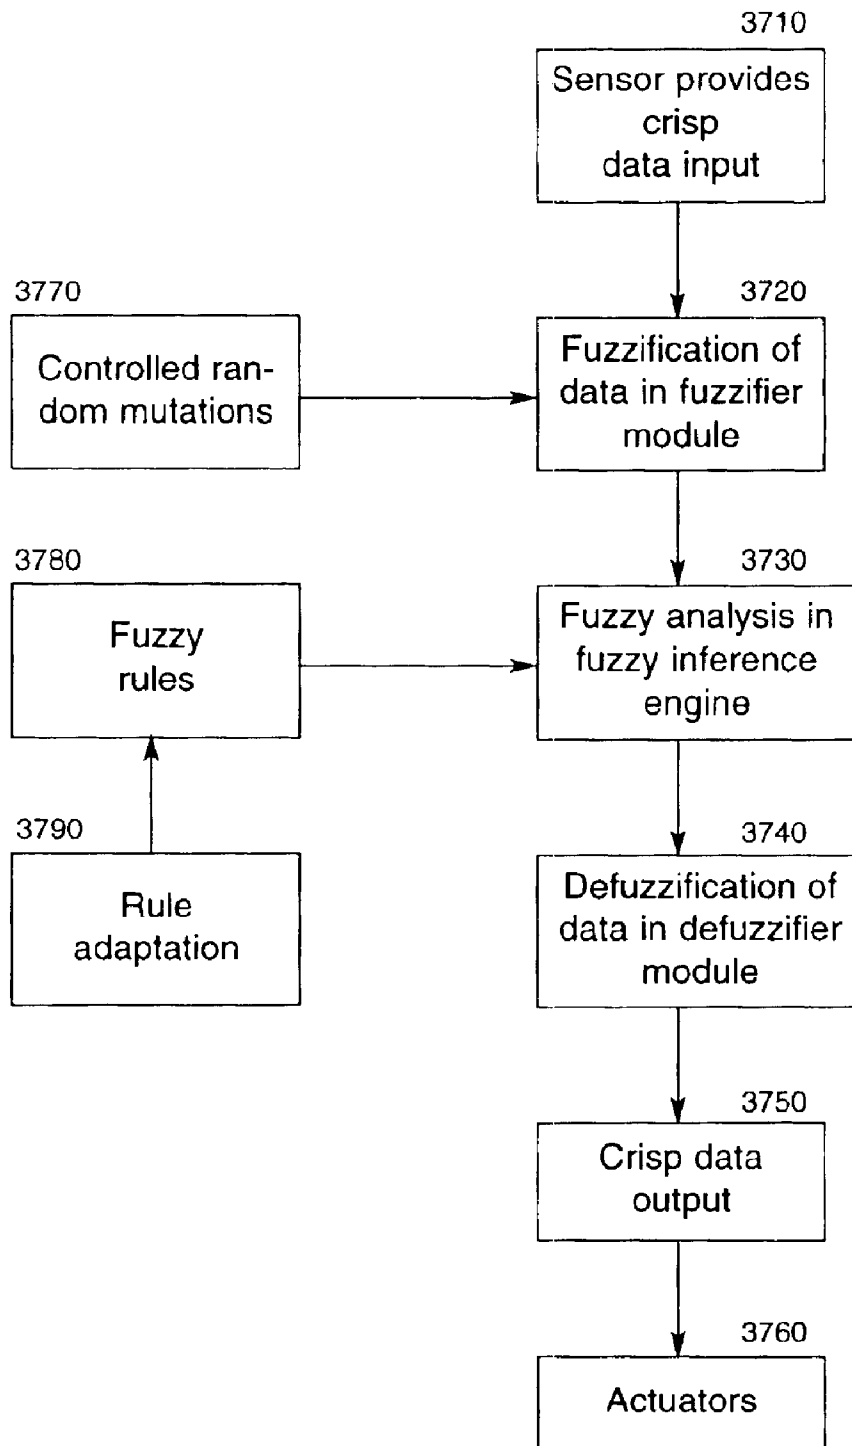 3710
Sensor provides
crisp
data input
3770
Controlled ran-
dom mutations
3720
Fuzzification of
data in fuzzifier
module
3780
Fuzzy
rules
3730
Fuzzy analysis in
fuzzy inference
engine
3790
Rule
adaptation
3740
Defuzzification of
data in defuzzifier
module
3750
Crisp data
output
3760
Actuators